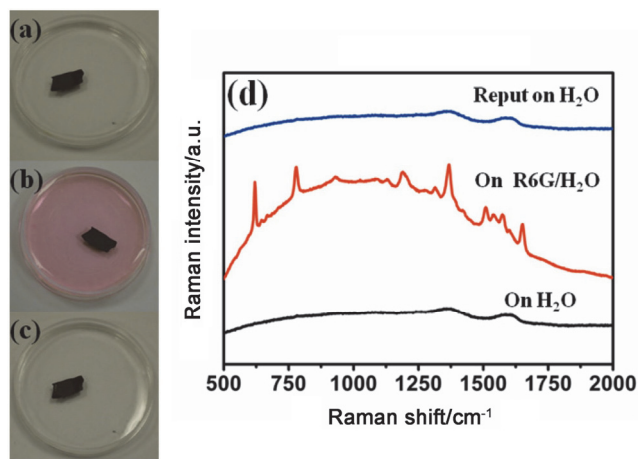 (a)
(b)
(c)
(d)
Reput on H₂O
On R6G/H₂O
On H₂O
Raman intensity/a.u.
500 750 1000 1250 1500 1750 2000
Raman shift/cm⁻¹